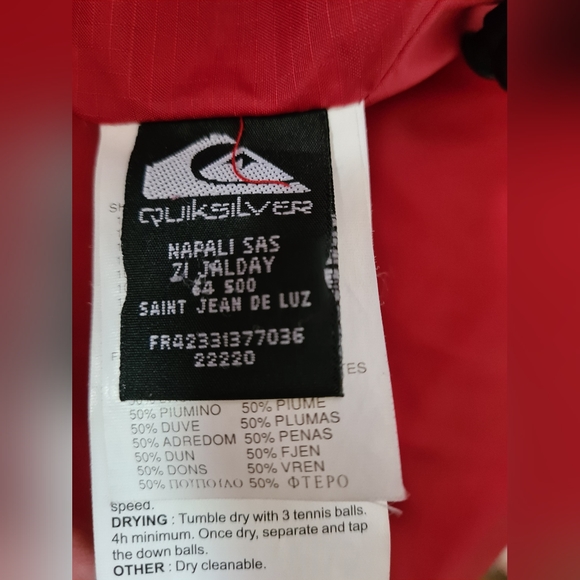 QUIKSILVER
NAPALI SAS
ZI JALDAY
64 500
SAINT JEAN DE LUZ
FR42331377036
22220
50% PIUMINO 50% PIUME
50% DUVE 50% PLUMAS
50% ADREDOM 50% PENAS
50% DUN 50% FJEN
50% DONS 50% VREN
50% ΠΟΥΠΟΥΛΟ 50% ΦΤΕΡΟ
speed.
DRYING : Tumble dry with 3 tennis balls.
4h minimum. Once dry, separate and tap
the down balls.
OTHER : Dry cleanable.